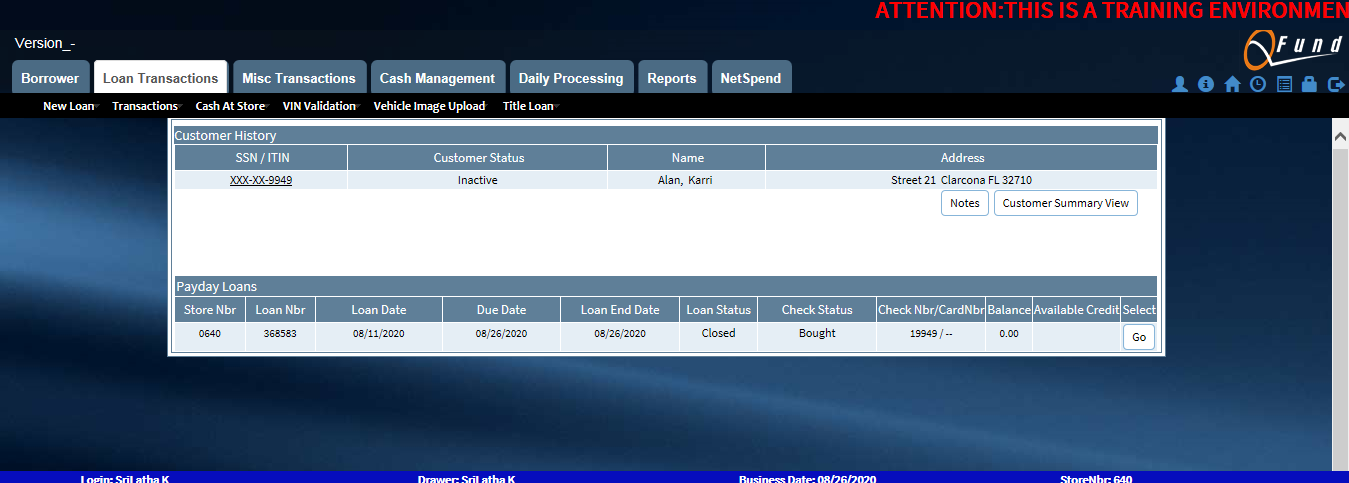 ATTENTION:THIS IS A TRAINING ENVIRONMEN
Version_-
QFund
Borrower Loan Transactions Misc Transactions Cash Management Daily Processing Reports NetSpend
New Loan Transactions Cash At Store VIN Validation Vehicle Image Upload Title Loan
Customer History
SSN / ITIN Customer Status Name Address
XXX-XX-9949 Inactive Alan, Karri Street 21 Clarcona FL 32710
Notes Customer Summary View
Payday Loans
Store Nbr Loan Nbr Loan Date Due Date Loan End Date Loan Status Check Status Check Nbr/CardNbr Balance Available Credit Select
0640 368583 08/11/2020 08/26/2020 08/26/2020 Closed Bought 19949 / -- 0.00 Go
Login: SriLatha K Drawer: SriLatha K Business Date: 08/26/2020 StoreNbr: 640